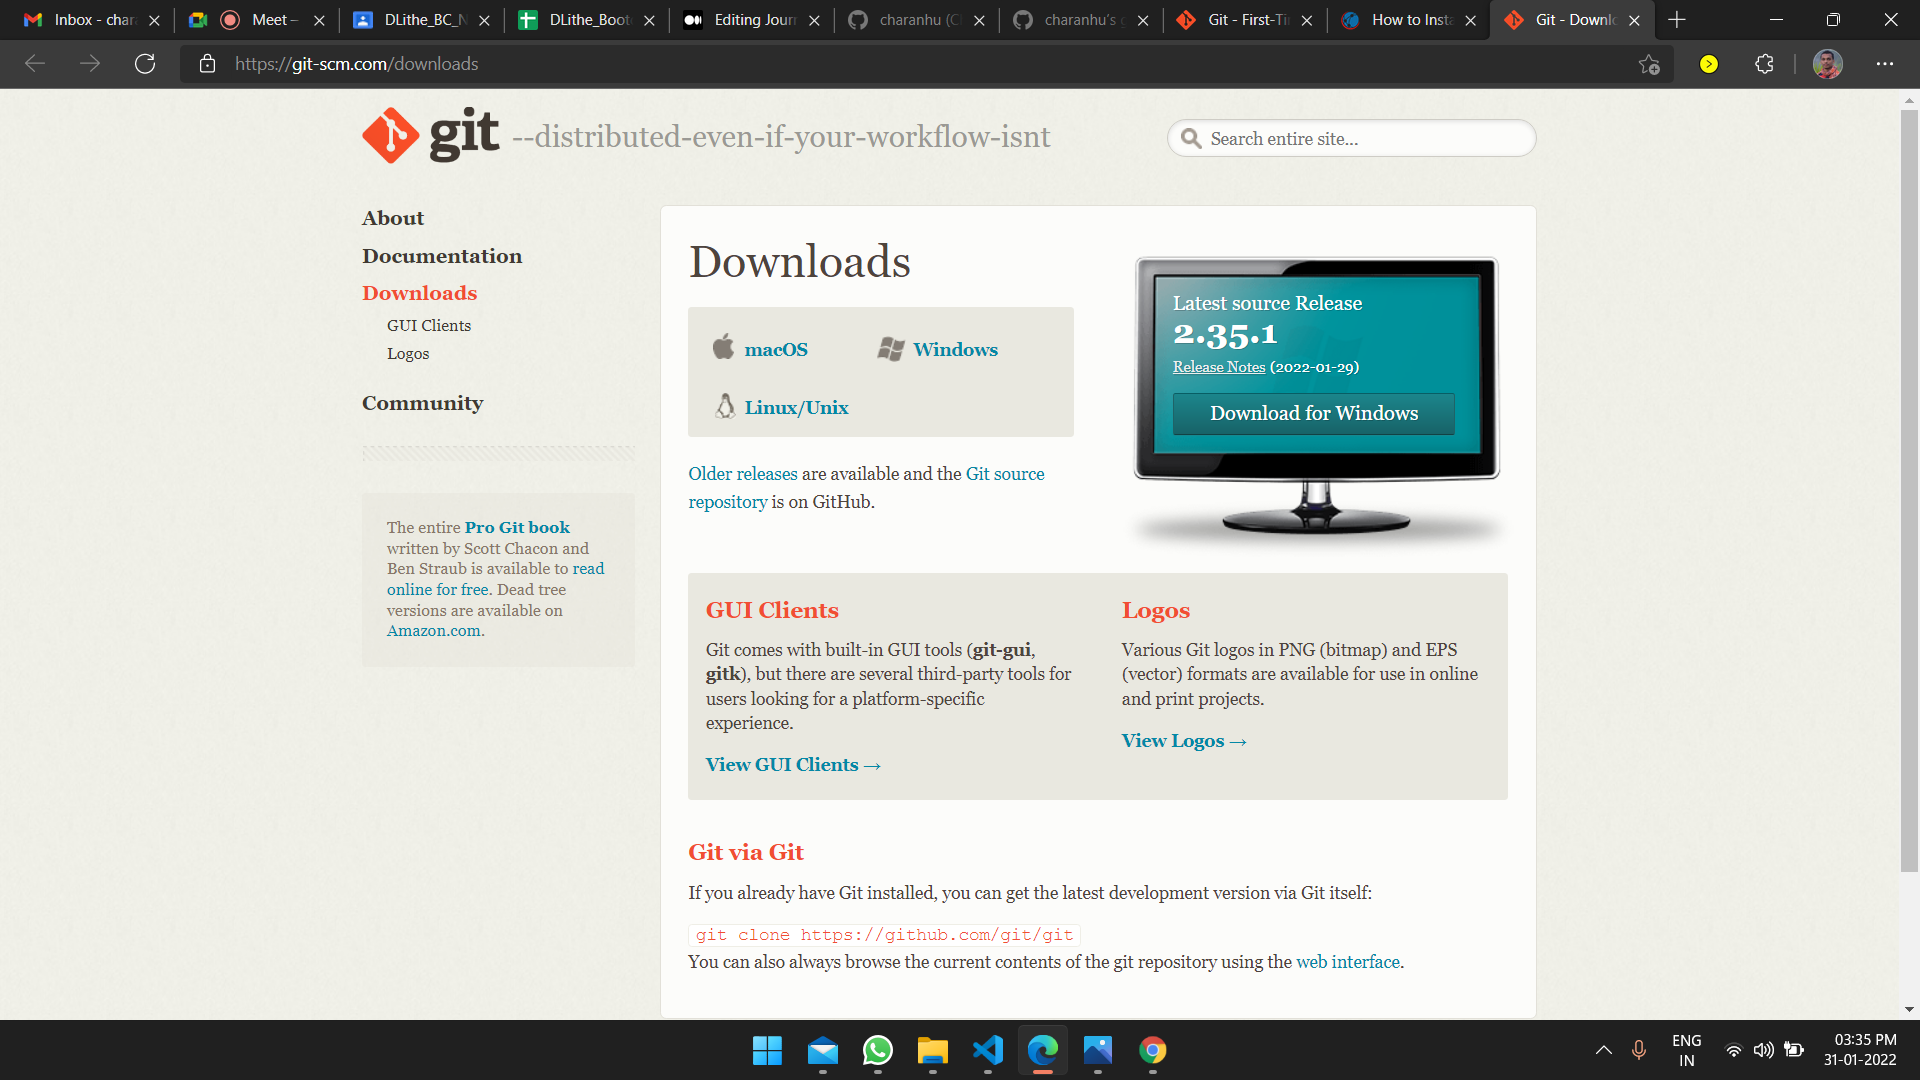 Inbox - char
Meet –
DLithe_BC_N
DLithe_Boot
Editing Jour
charanhu (C
charanhu's g
Git - First-Ti
How to Insta
Git - Downlo
https://git-scm.com/downloads
git --distributed-even-if-your-workflow-isnt
Search entire site...
About
Documentation
Downloads
GUI Clients
Logos
Community
The entire Pro Git book
written by Scott Chacon and
Ben Straub is available to read
online for free. Dead tree
versions are available on
Amazon.com.
Downloads
macOS
Windows
Linux/Unix
Older releases are available and the Git source
repository is on GitHub.
Latest source Release
2.35.1
Release Notes (2022-01-29)
Download for Windows
GUI Clients
Git comes with built-in GUI tools (git-gui,
gitk), but there are several third-party tools for
users looking for a platform-specific
experience.
View GUI Clients →
Logos
Various Git logos in PNG (bitmap) and EPS
(vector) formats are available for use in online
and print projects.
View Logos →
Git via Git
If you already have Git installed, you can get the latest development version via Git itself:
git clone https://github.com/git/git
You can also always browse the current contents of the git repository using the web interface.
ENG
IN
03:35 PM
31-01-2022